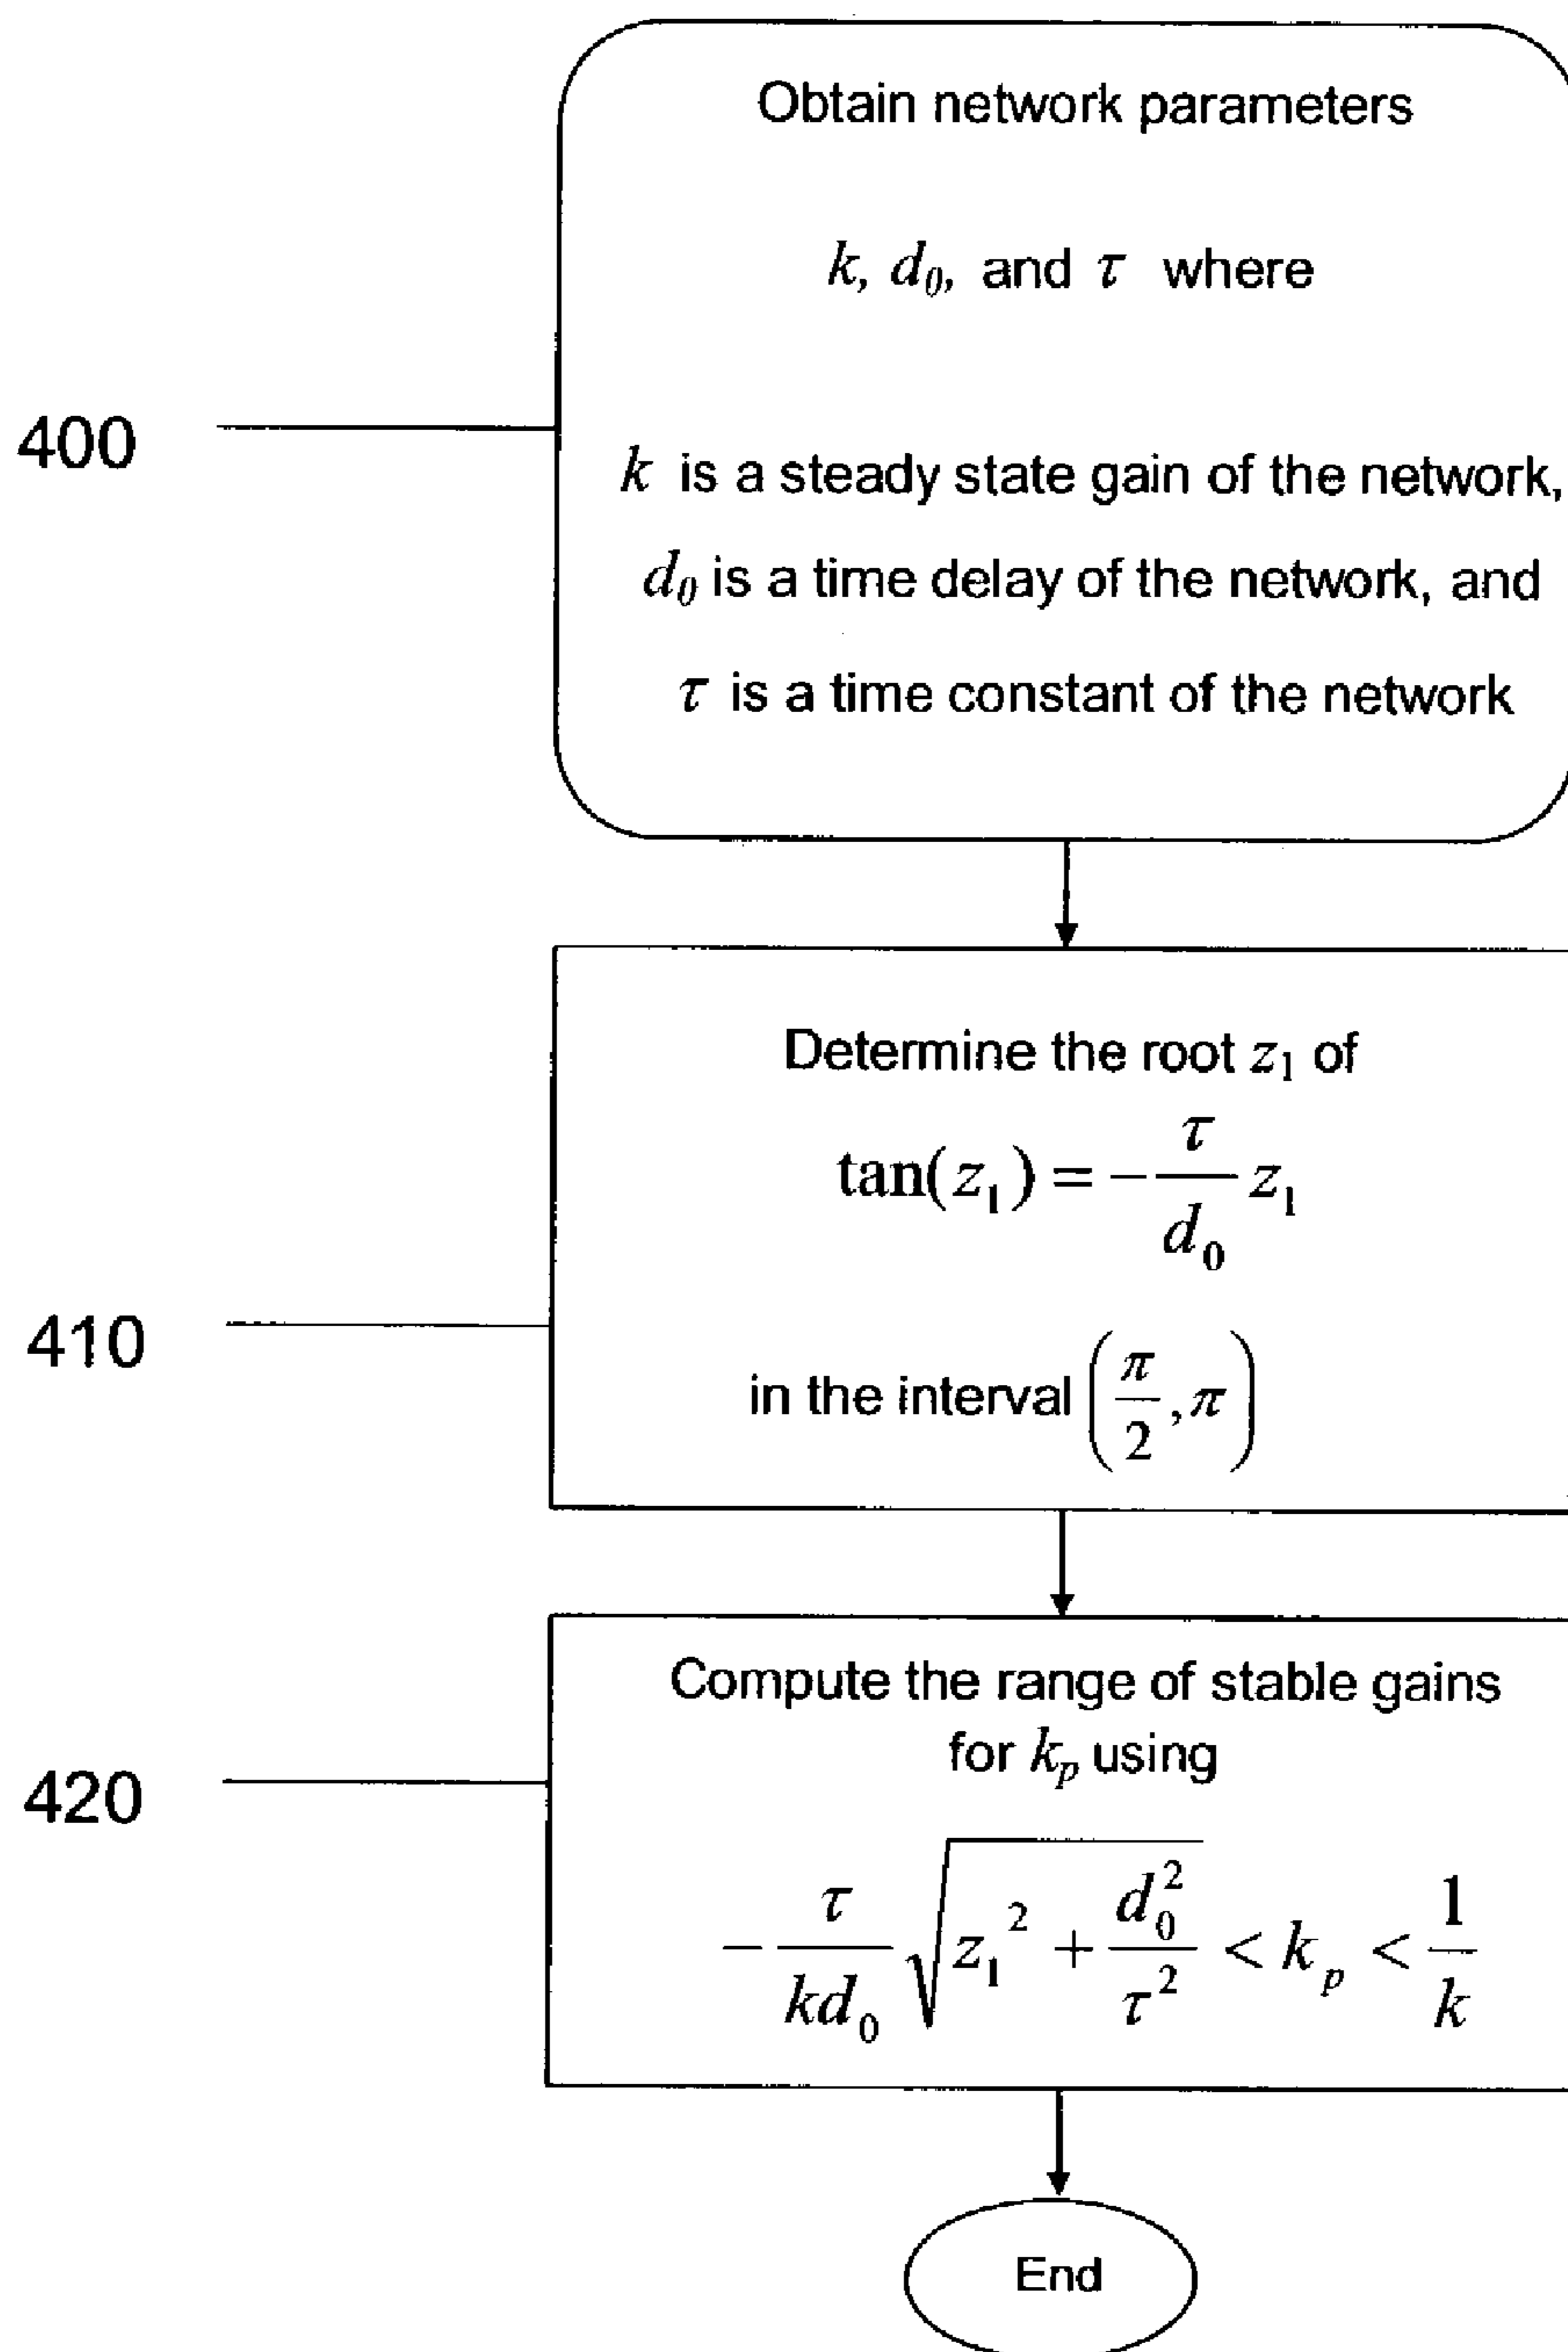 Obtain network parameters
k, d₀, and τ where
400
k is a steady state gain of the network,
d₀ is a time delay of the network, and
τ is a time constant of the network
Determine the root z₁ of
tan(z₁) = −(τ/d₀) z₁
410
in the interval (π/2, π)
Compute the range of stable gains
for kₚ using
420
−(τ/(kd₀)) √(z₁² + d₀²/τ²) < kₚ < 1/k
End